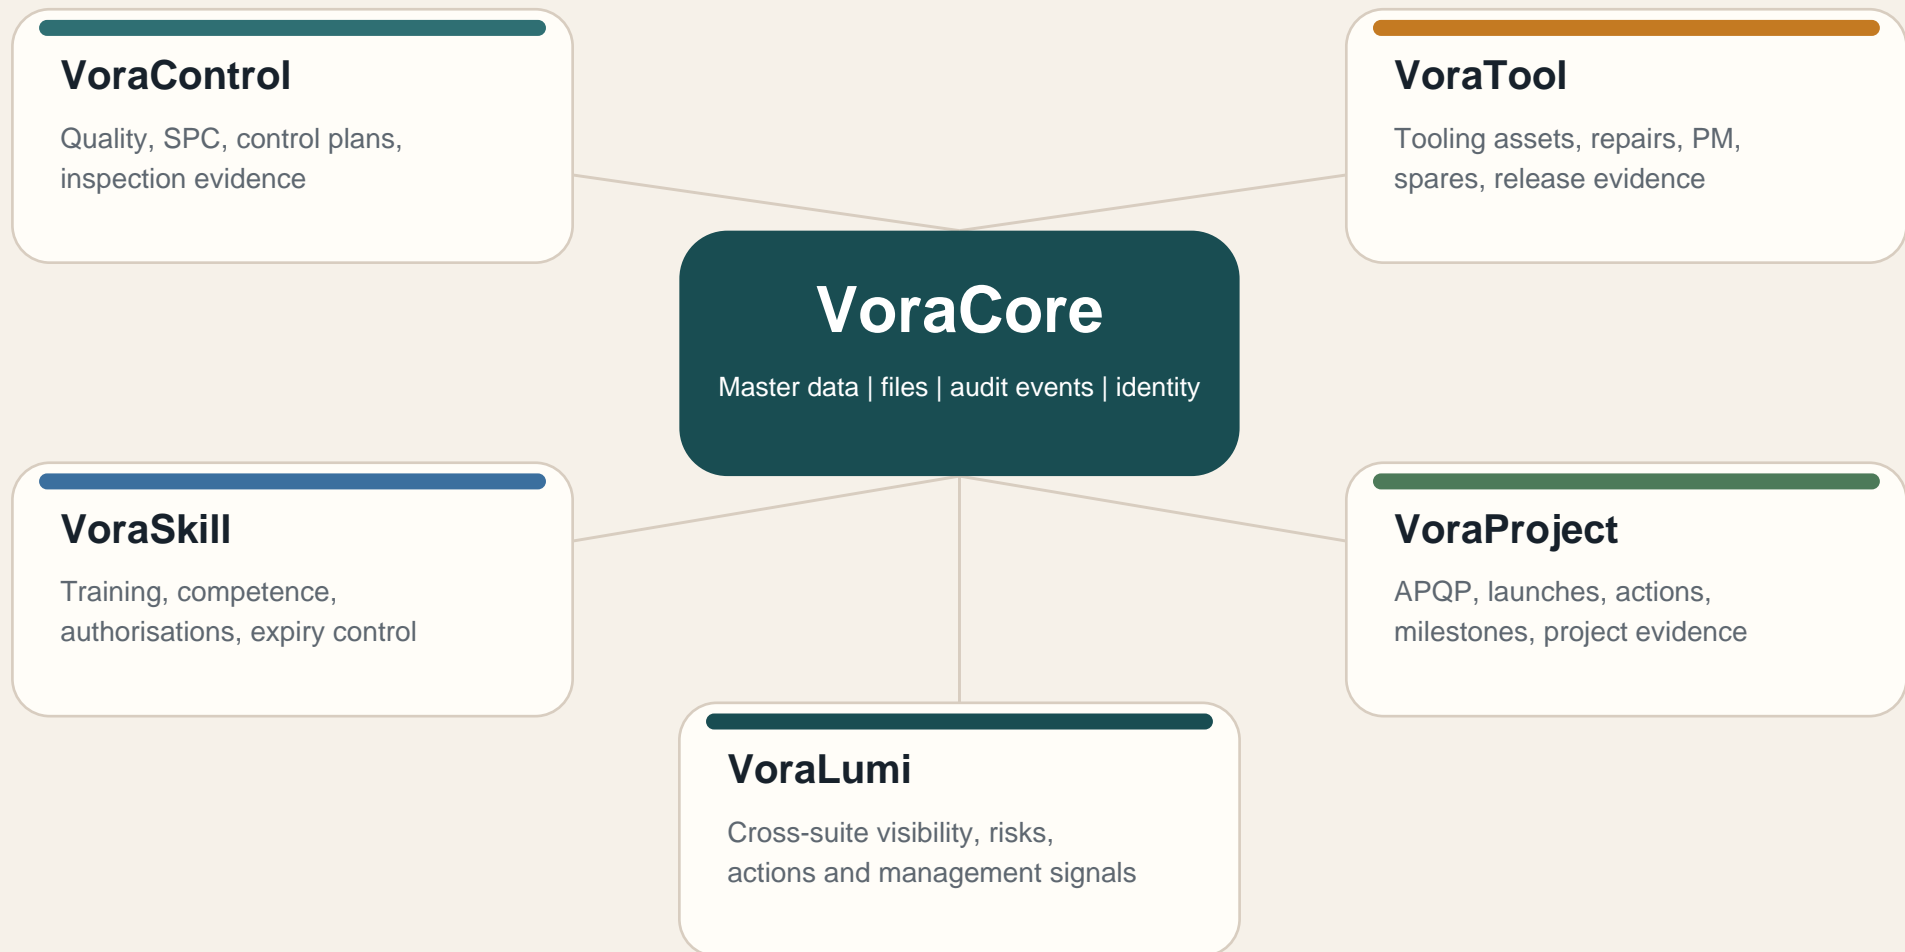 VoraControl
Quality, SPC, control plans,
inspection evidence
VoraTool
Tooling assets, repairs, PM,
spares, release evidence
VoraCore
Master data | files | audit events | identity
VoraSkill
Training, competence,
authorisations, expiry control
VoraProject
APQP, launches, actions,
milestones, project evidence
VoraLumi
Cross-suite visibility, risks,
actions and management signals